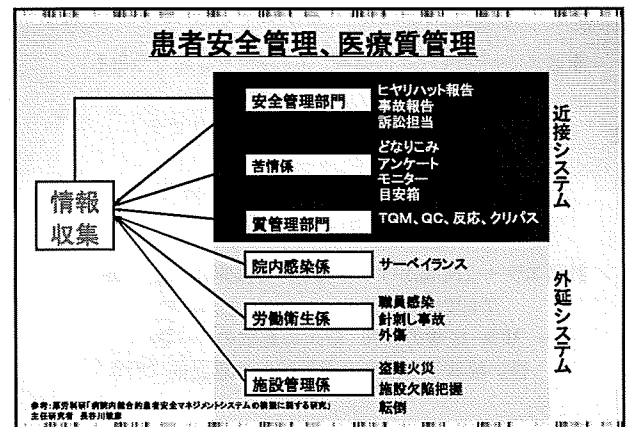 患者安全管理、医療質管理
情報
収集
安全管理部門
ヒヤリハット報告
事故報告
訴訟担当
苦情係
どなりこみ
アンケート
モニター
目安箱
質管理部門
TQM、QC、反応、クリパス
近接システム
院内感染係
サーベイランス
労働衛生係
職員感染
針刺し事故
外傷
施設管理係
盗難火災
施設欠陥把握
転倒
外延システム
参考:厚労科研「病院内総合的患者安全マネジメントシステムの構築に関する研究」
主任研究者 長谷川敏彦